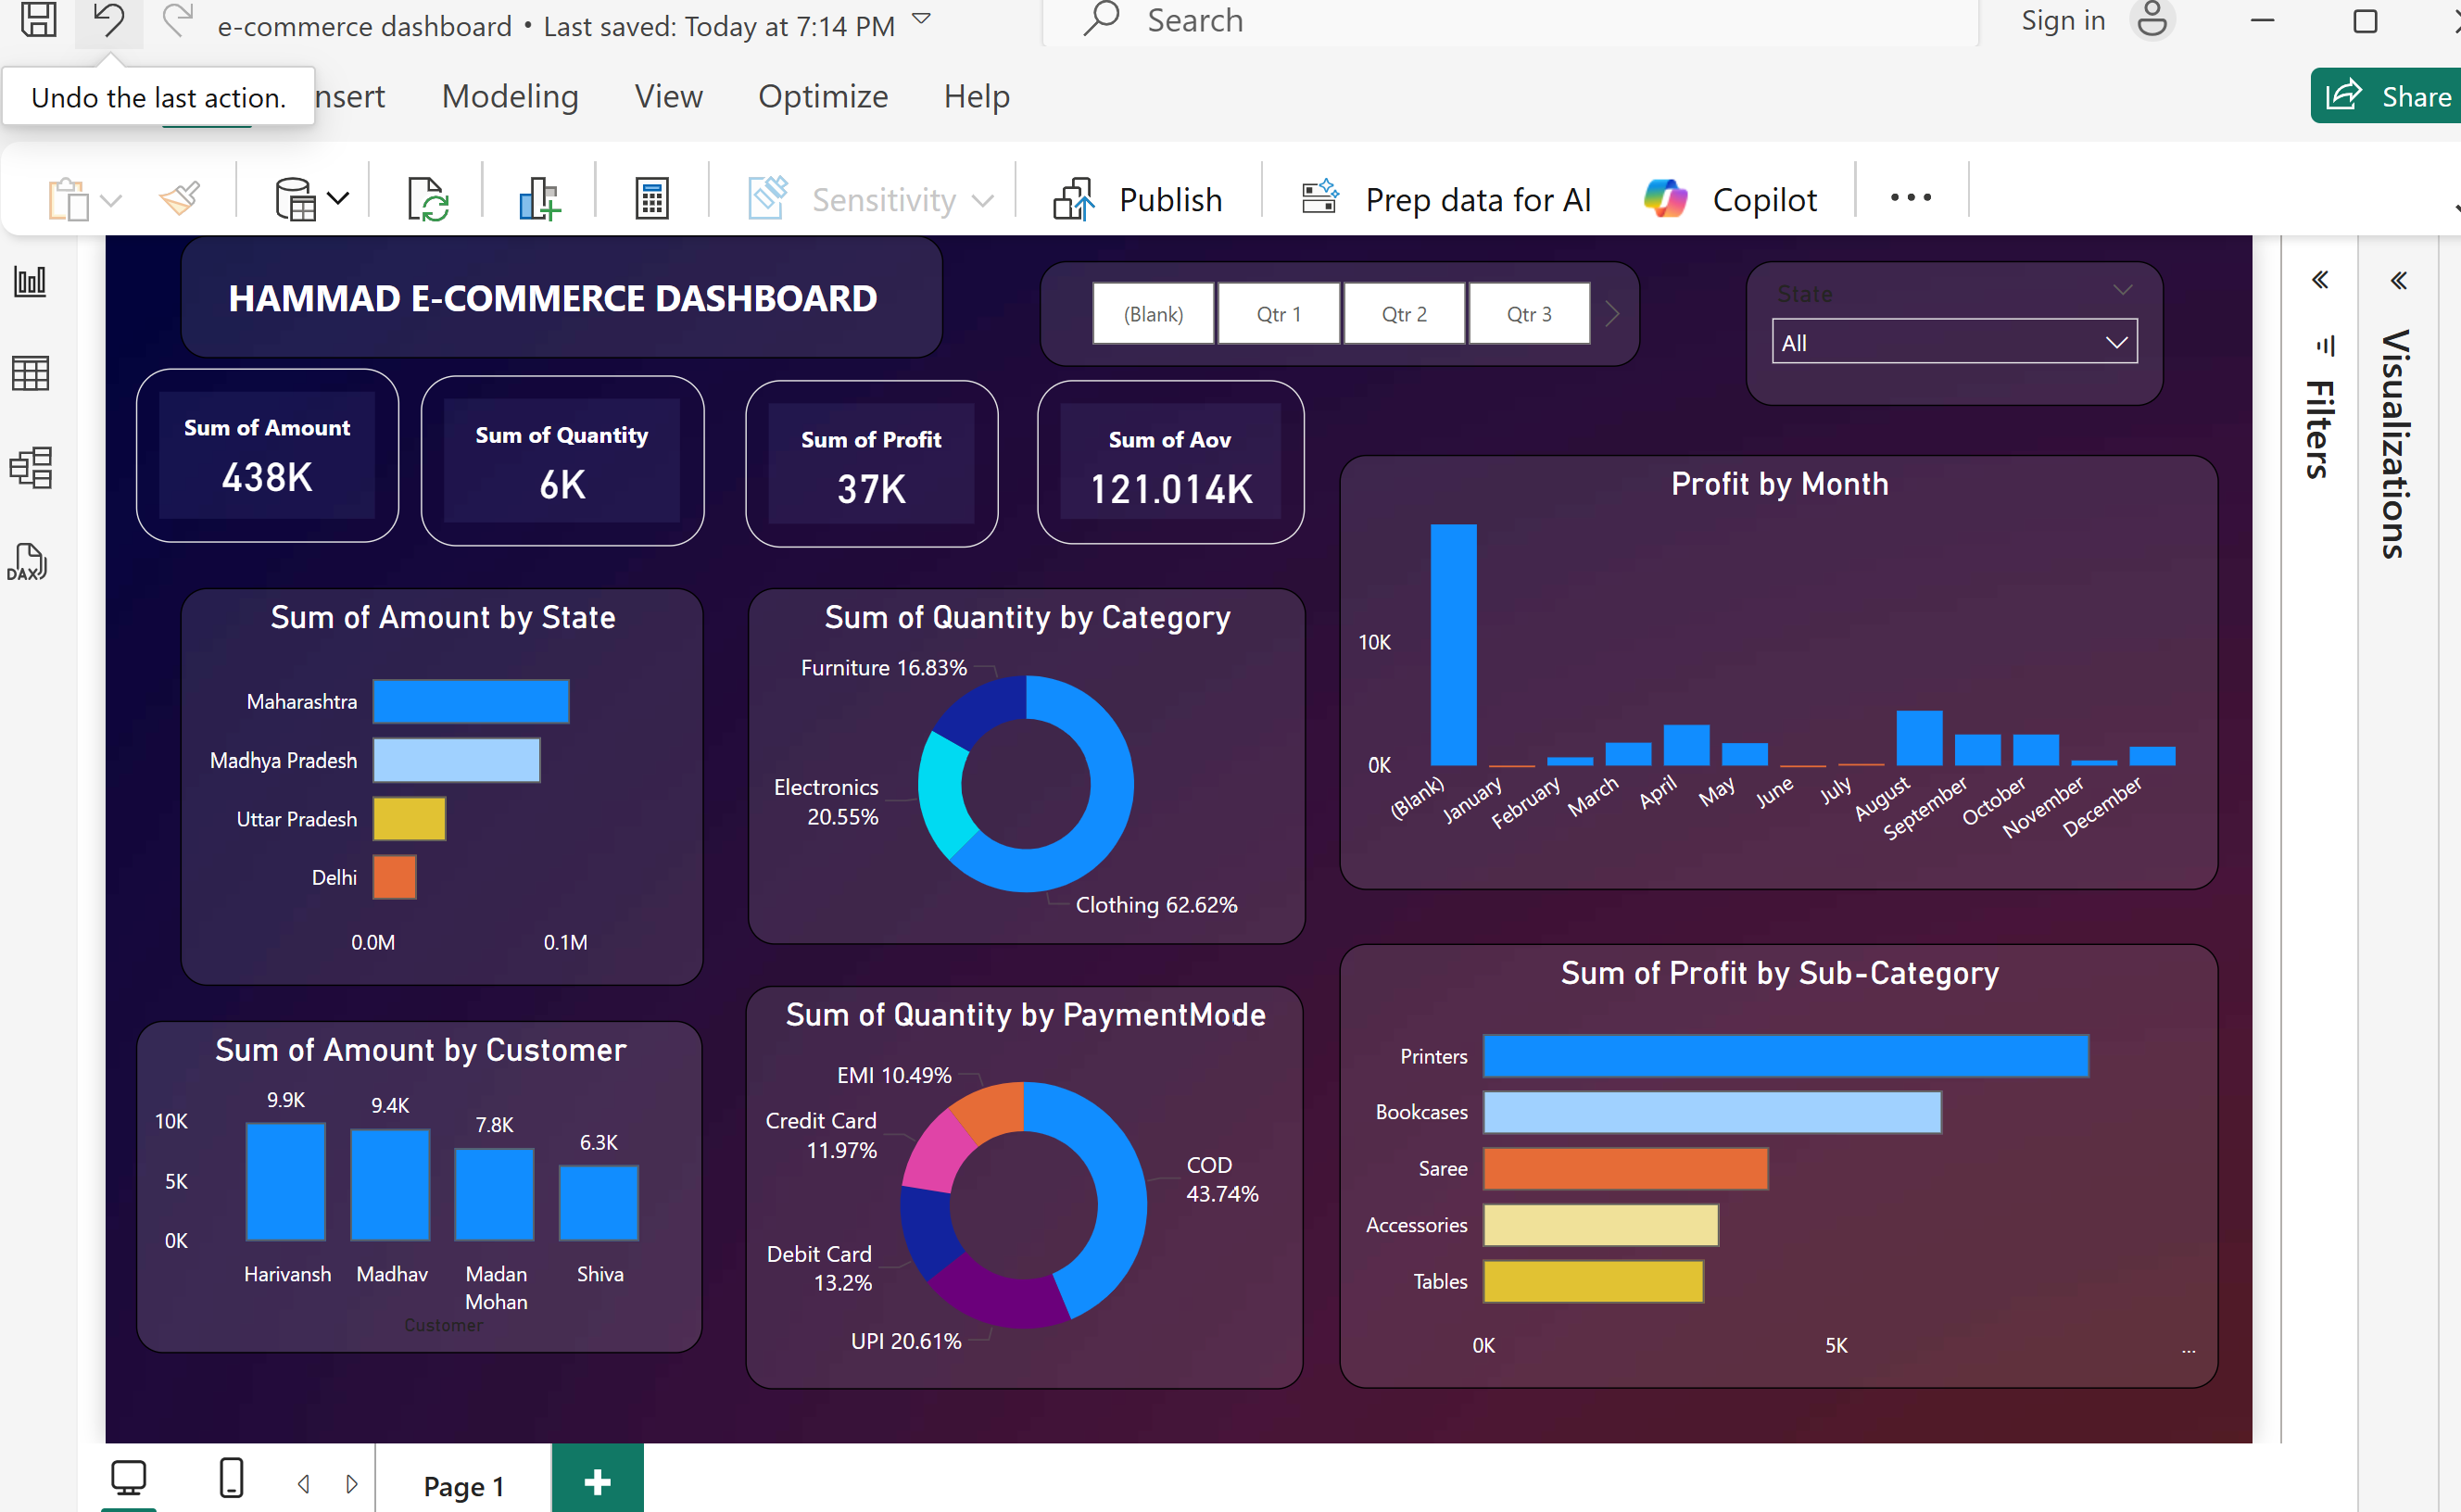 e-commerce dashboard • Last saved: Today at 7:14 PM
Search
Sign in
Undo the last action.
nsert
Modeling
View
Optimize
Help
Share
Sensitivity
Publish
Prep data for AI
Copilot
DAX
HAMMAD E-COMMERCE DASHBOARD
(Blank)
Qtr 1
Qtr 2
Qtr 3
State
All
Filters
Visualizations
Sum of Amount
438K
Sum of Quantity
6K
Sum of Profit
37K
Sum of Aov
121.014K
Profit by Month
10K
0K
(Blank)
January
February
March
April
May
June
July
August
September
October
November
December
Sum of Amount by State
Maharashtra
Madhya Pradesh
Uttar Pradesh
Delhi
0.0M
0.1M
Sum of Quantity by Category
Furniture 16.83%
Electronics
20.55%
Clothing 62.62%
Sum of Amount by Customer
10K
5K
0K
9.9K
9.4K
7.8K
6.3K
Harivansh
Madhav
Madan
Mohan
Shiva
Customer
Sum of Quantity by PaymentMode
EMI 10.49%
Credit Card
11.97%
Debit Card
13.2%
UPI 20.61%
COD
43.74%
Sum of Profit by Sub-Category
Printers
Bookcases
Saree
Accessories
Tables
0K
5K
...
Page 1